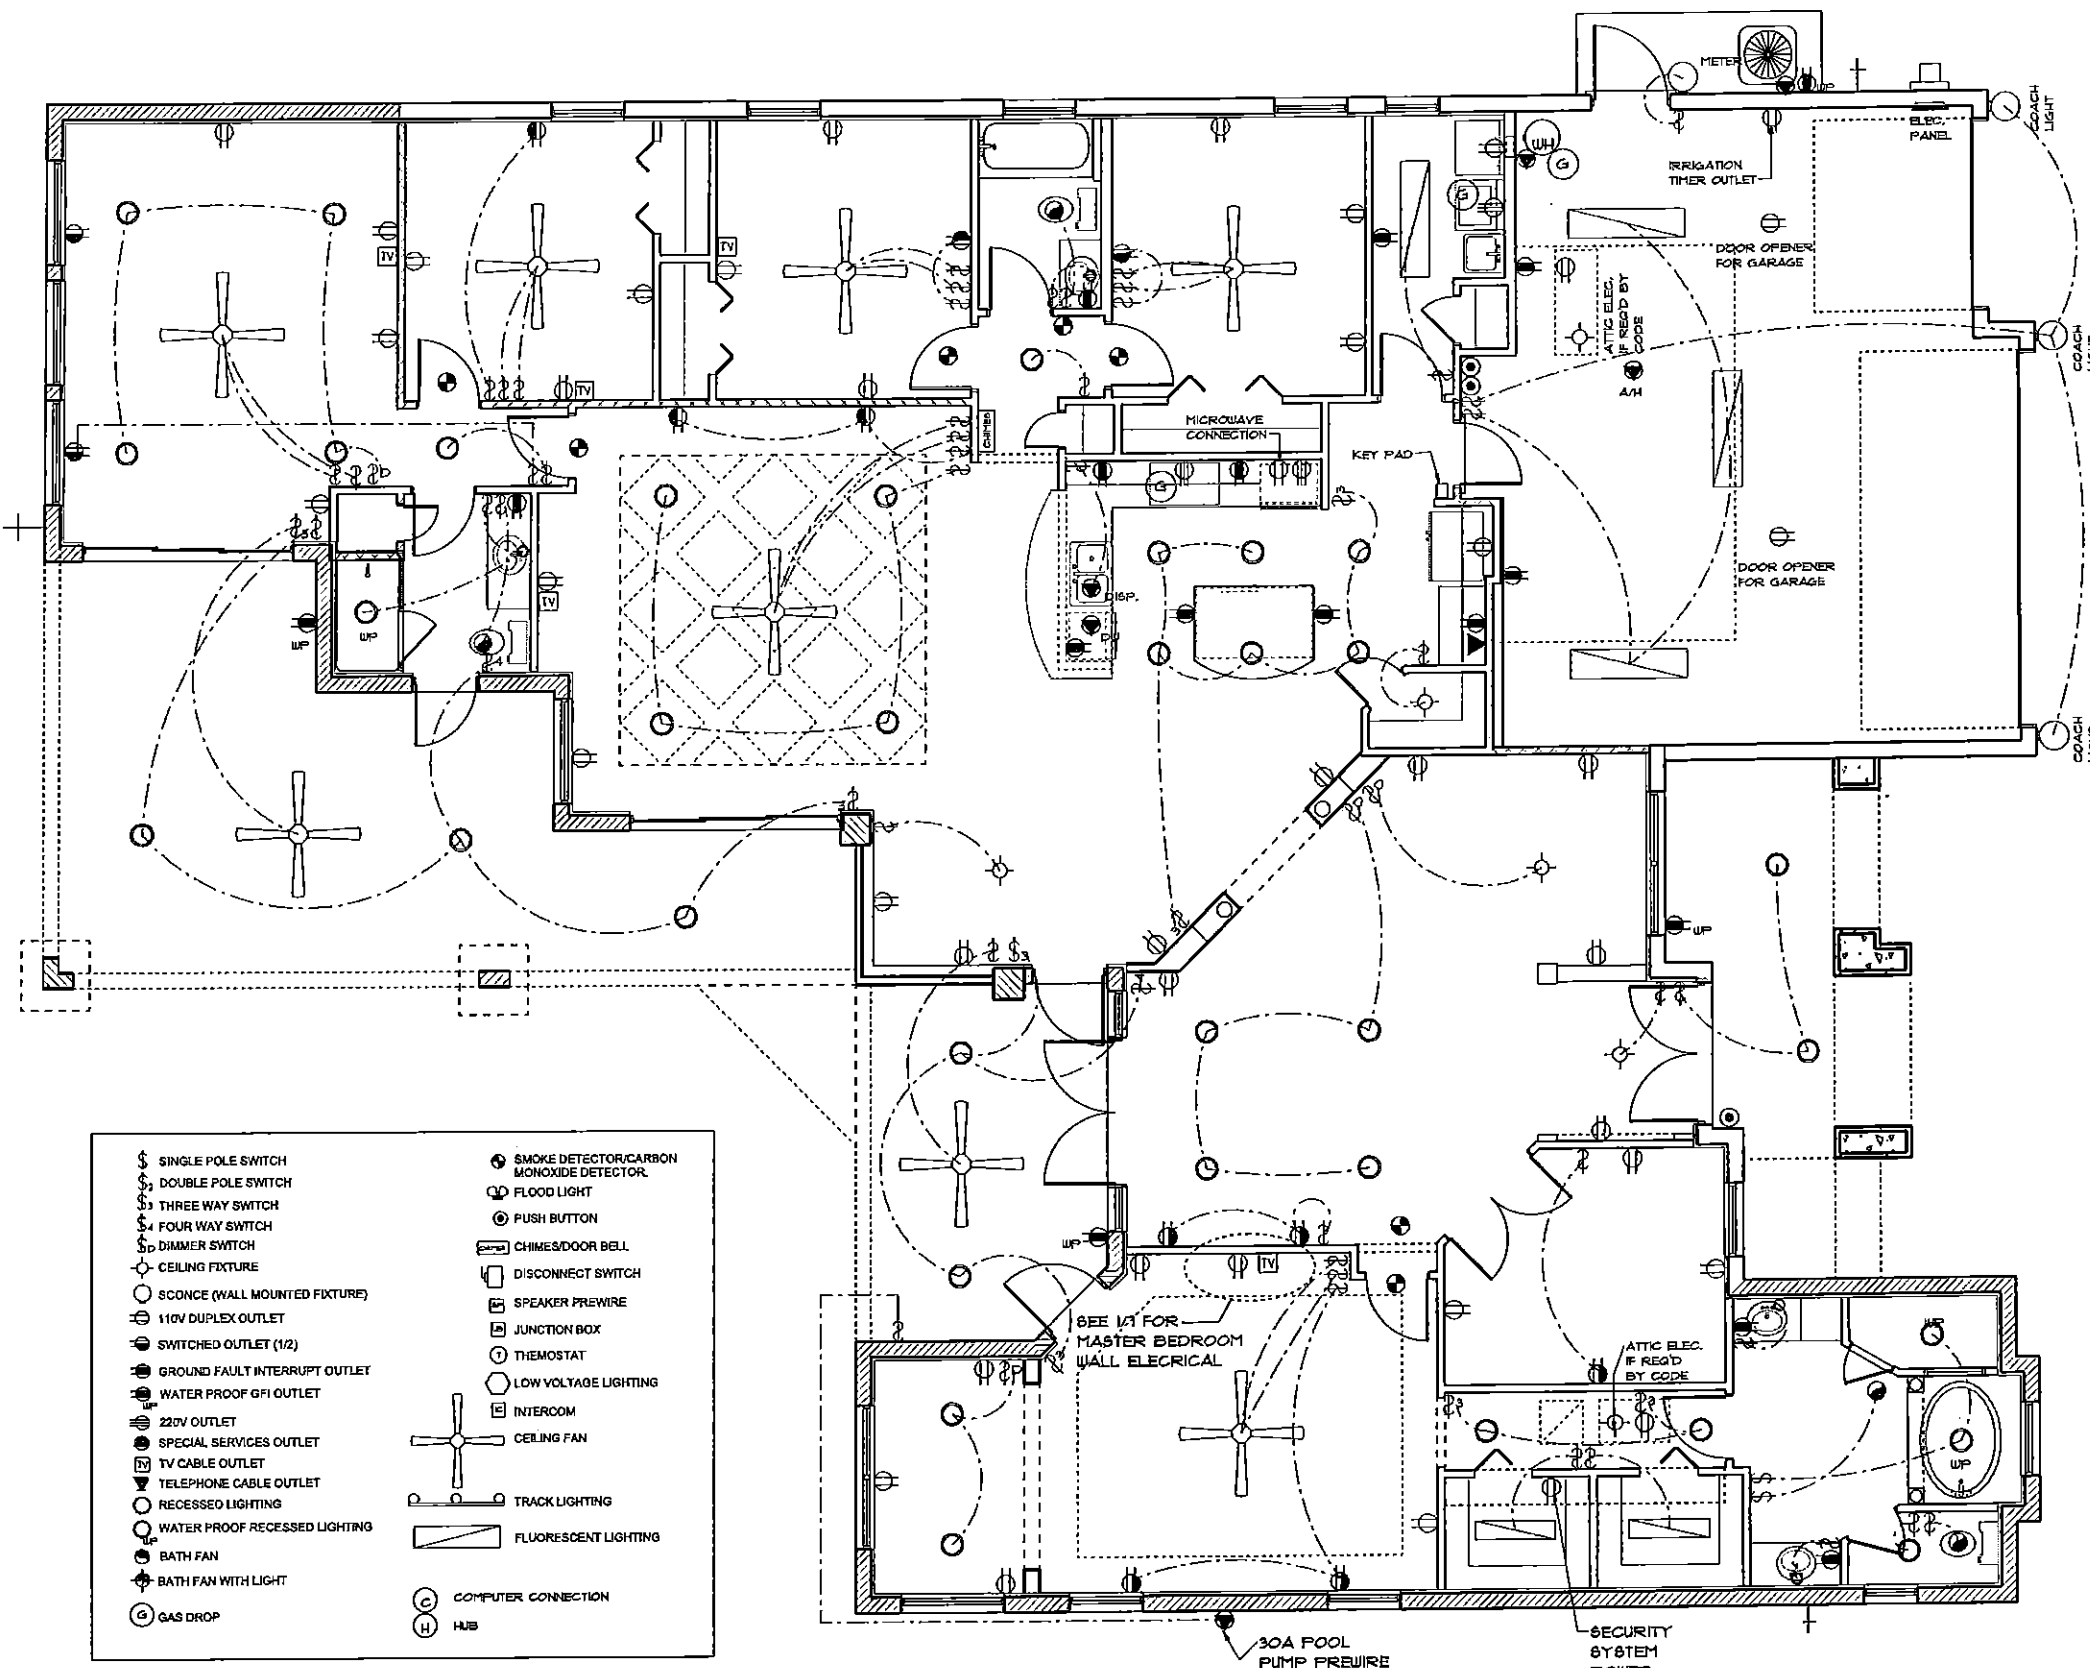 METER
WP
COACH
LIGHT
ELEC.
PANEL
WH
G
IRRIGATION
TIMER OUTLET
G
DOOR OPENER
FOR GARAGE
TV
TV
ATTIC ELEC.
IF REQ'D BY
CODE
A/H
COACH
TV
CHIMES
MICROWAVE
CONNECTION
KEY PAD
G
DOOR OPENER
FOR GARAGE
TV
DISP.
WP
WP
COACH
WP
WP
TV
SEE 1/7 FOR
MASTER BEDROOM
WALL ELECRICAL
ATTIC ELEC.
IF REQ'D
BY CODE
WP
WP
30A POOL
PUMP PREWIRE
SECURITY
SYSTEM
SINGLE POLE SWITCH
DOUBLE POLE SWITCH
THREE WAY SWITCH
FOUR WAY SWITCH
DIMMER SWITCH
CEILING FIXTURE
SCONCE (WALL MOUNTED FIXTURE)
110V DUPLEX OUTLET
SWITCHED OUTLET (1/2)
GROUND FAULT INTERRUPT OUTLET
WATER PROOF GFI OUTLET
WP
220V OUTLET
SPECIAL SERVICES OUTLET
TV TV CABLE OUTLET
TELEPHONE CABLE OUTLET
RECESSED LIGHTING
WATER PROOF RECESSED LIGHTING
WP
BATH FAN
BATH FAN WITH LIGHT
G GAS DROP
SMOKE DETECTOR/CARBON
MONOXIDE DETECTOR
FLOOD LIGHT
PUSH BUTTON
CHIMES/DOOR BELL
DISCONNECT SWITCH
SPEAKER PREWIRE
JUNCTION BOX
T THEMOSTAT
LOW VOLTAGE LIGHTING
INTERCOM
CEILING FAN
TRACK LIGHTING
FLUORESCENT LIGHTING
C COMPUTER CONNECTION
H HUB